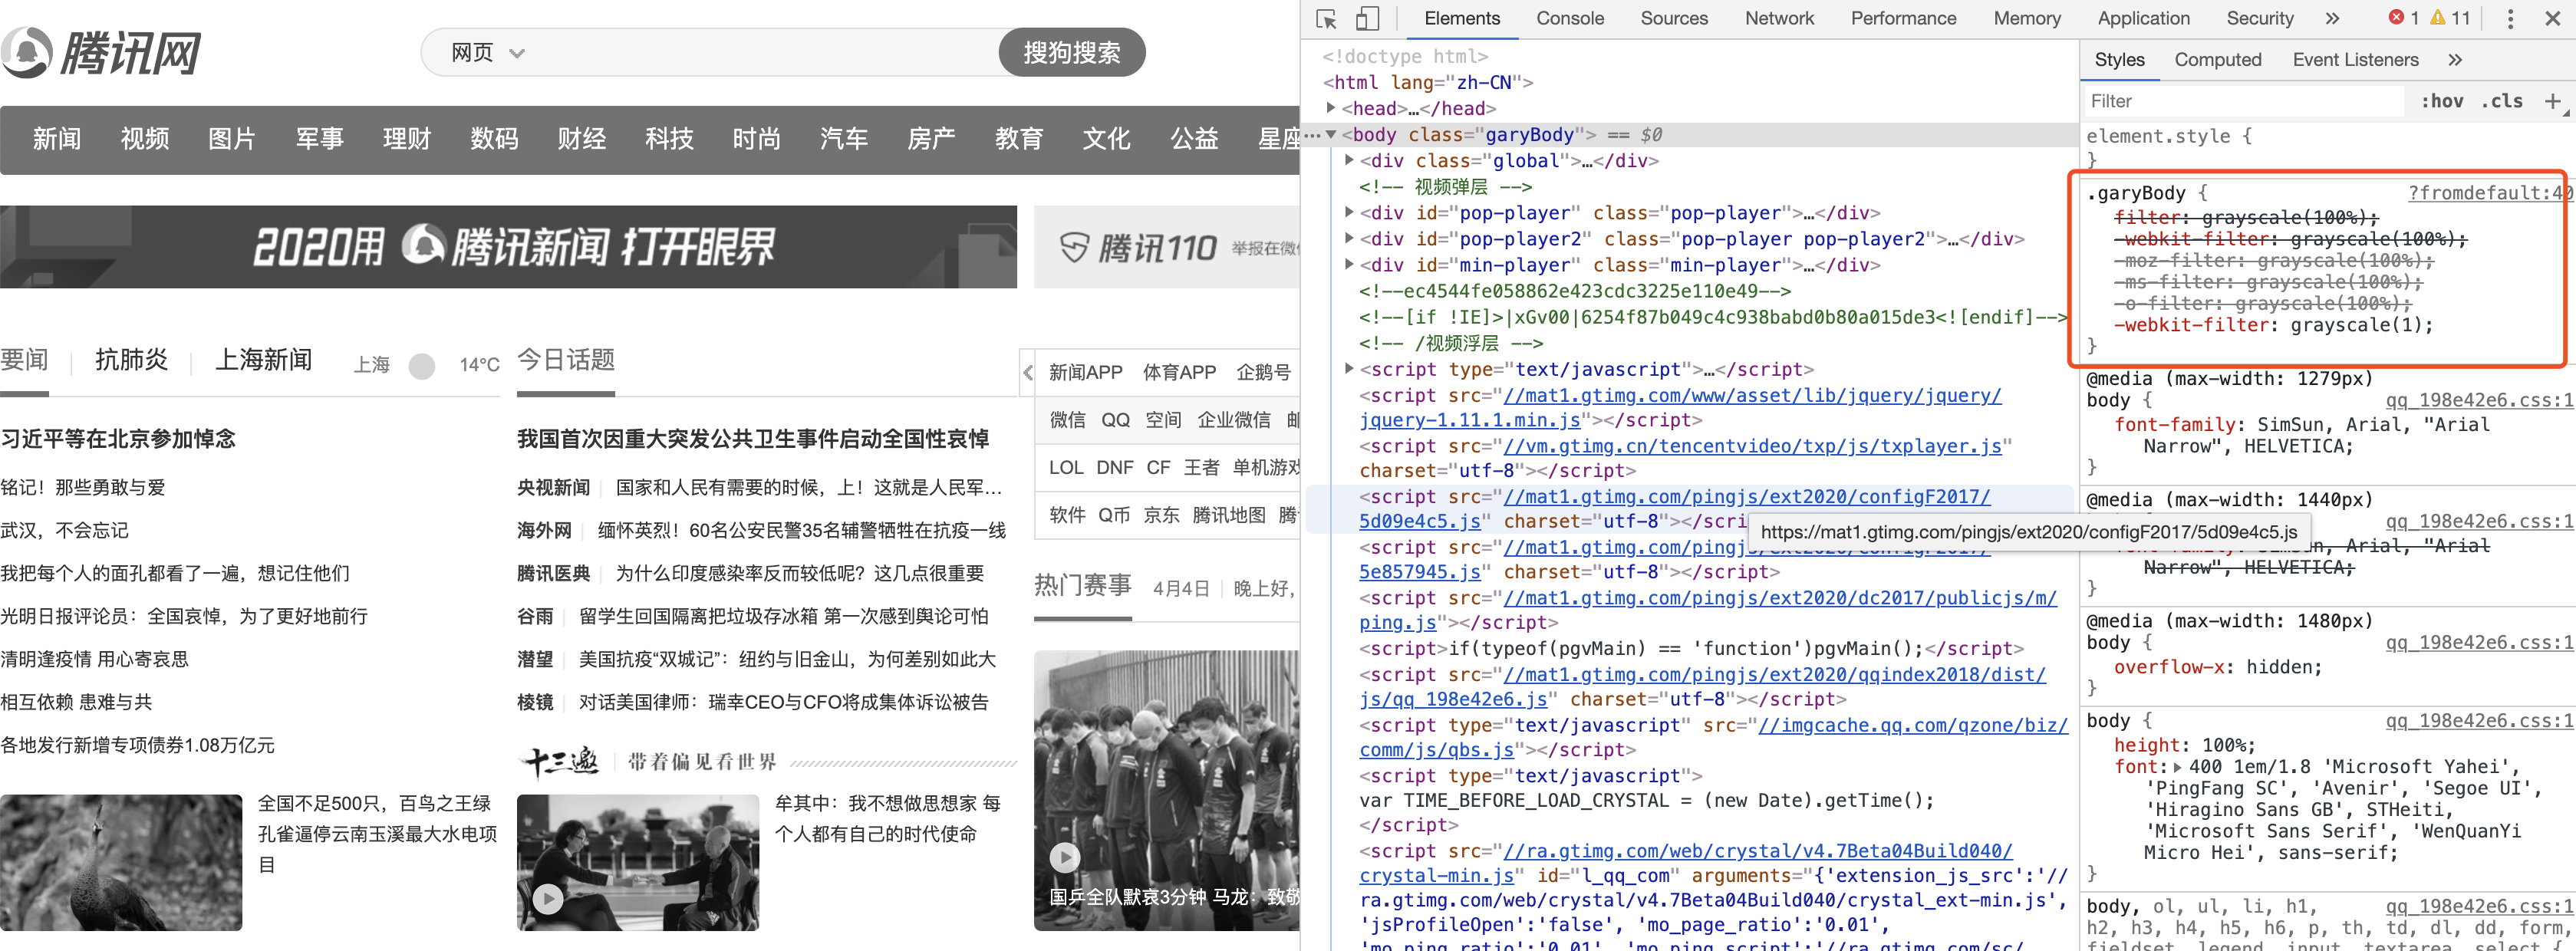 腾讯网
网页
搜狗搜索
新闻 视频 图片 军事 理财 数码 财经 科技 时尚 汽车 房产 教育 文化 公益 星座
2020用 腾讯新闻 打开眼界
腾讯110 举报在微信
要闻 抗肺炎 上海新闻 上海 14°C
习近平等在北京参加悼念
铭记！那些勇敢与爱
武汉，不会忘记
我把每个人的面孔都看了一遍，想记住他们
光明日报评论员：全国哀悼，为了更好地前行
清明逢疫情 用心寄哀思
相互依赖 患难与共
各地发行新增专项债券1.08万亿元
全国不足500只，百鸟之王绿
孔雀逼停云南玉溪最大水电项
目
今日话题
我国首次因重大突发公共卫生事件启动全国性哀悼
央视新闻 国家和人民有需要的时候，上！这就是人民军...
海外网 缅怀英烈！60名公安民警35名辅警牺牲在抗疫一线
腾讯医典 为什么印度感染率反而较低呢？这几点很重要
谷雨 留学生回国隔离把垃圾存冰箱 第一次感到舆论可怕
潜望 美国抗疫“双城记”：纽约与旧金山，为何差别如此大
棱镜 对话美国律师：瑞幸CEO与CFO将成集体诉讼被告
十三邀 带着偏见看世界
牟其中：我不想做思想家 每
个人都有自己的时代使命
新闻APP 体育APP 企鹅号
微信 QQ 空间 企业微信 邮
LOL DNF CF 王者 单机游戏
软件 Q币 京东 腾讯地图 腾
热门赛事 4月4日 晚上好,
国乒全队默哀3分钟 马龙：致敬
Elements Console Sources Network Performance Memory Application Security » 1 11
<!doctype html>
<html lang="zh-CN">
<head>…</head>
<body class="garyBody"> == $0
<div class="global">…</div>
<!-- 视频弹层 -->
<div id="pop-player" class="pop-player">…</div>
<div id="pop-player2" class="pop-player pop-player2">…</div>
<div id="min-player" class="min-player">…</div>
<!--ec4544fe058862e423cdc3225e110e49-->
<!--[if !IE]>|xGv00|6254f87b049c4c938babd0b80a015de3<![endif]-->
<!-- /视频浮层 -->
<script type="text/javascript">…</script>
<script src="//mat1.gtimg.com/www/asset/lib/jquery/jquery/
jquery-1.11.1.min.js"></script>
<script src="//vm.gtimg.cn/tencentvideo/txp/js/txplayer.js"
charset="utf-8"></script>
<script src="//mat1.gtimg.com/pingjs/ext2020/configF2017/
5d09e4c5.js" charset="utf-8"></scri
https://mat1.gtimg.com/pingjs/ext2020/configF2017/5d09e4c5.js
<script src="//mat1.gtimg.com/pingjs/ext2020/configF2017/
5e857945.js" charset="utf-8"></script>
<script src="//mat1.gtimg.com/pingjs/ext2020/dc2017/publicjs/m/
ping.js"></script>
<script>if(typeof(pgvMain) == 'function')pgvMain();</script>
<script src="//mat1.gtimg.com/pingjs/ext2020/qqindex2018/dist/
js/qq_198e42e6.js" charset="utf-8"></script>
<script type="text/javascript" src="//imgcache.qq.com/qzone/biz/
comm/js/qbs.js"></script>
<script type="text/javascript">
var TIME_BEFORE_LOAD_CRYSTAL = (new Date).getTime();
</script>
<script src="//ra.gtimg.com/web/crystal/v4.7Beta04Build040/
crystal-min.js" id="l_qq_com" arguments="{'extension_js_src':'//
ra.gtimg.com/web/crystal/v4.7Beta04Build040/crystal_ext-min.js',
'jsProfileOpen':'false', 'mo_page_ratio':'0.01',
'mo_ping_ratio':'0.01', 'mo_ping_script':'//ra.gtimg.com/sc/
Styles Computed Event Listeners »
Filter :hov .cls +
element.style {
}
.garyBody { ?fromdefault:40
filter: grayscale(100%);
-webkit-filter: grayscale(100%);
-moz-filter: grayscale(100%);
-ms-filter: grayscale(100%);
-o-filter: grayscale(100%);
-webkit-filter: grayscale(1);
}
@media (max-width: 1279px)
body { qq_198e42e6.css:1
font-family: SimSun, Arial, "Arial
Narrow", HELVETICA;
}
@media (max-width: 1440px)
qq_198e42e6.css:1
font-family: SimSun, Arial, "Arial
Narrow", HELVETICA;
}
@media (max-width: 1480px)
body { qq_198e42e6.css:1
overflow-x: hidden;
}
body { qq_198e42e6.css:1
height: 100%;
font: 400 1em/1.8 'Microsoft Yahei',
'PingFang SC', 'Avenir', 'Segoe UI',
'Hiragino Sans GB', STHeiti,
'Microsoft Sans Serif', 'WenQuanYi
Micro Hei', sans-serif;
}
body, ol, ul, li, h1, qq_198e42e6.css:1
h2, h3, h4, h5, h6, p, th, td, dl, dd, form,
fieldset, legend, input, textarea, select {